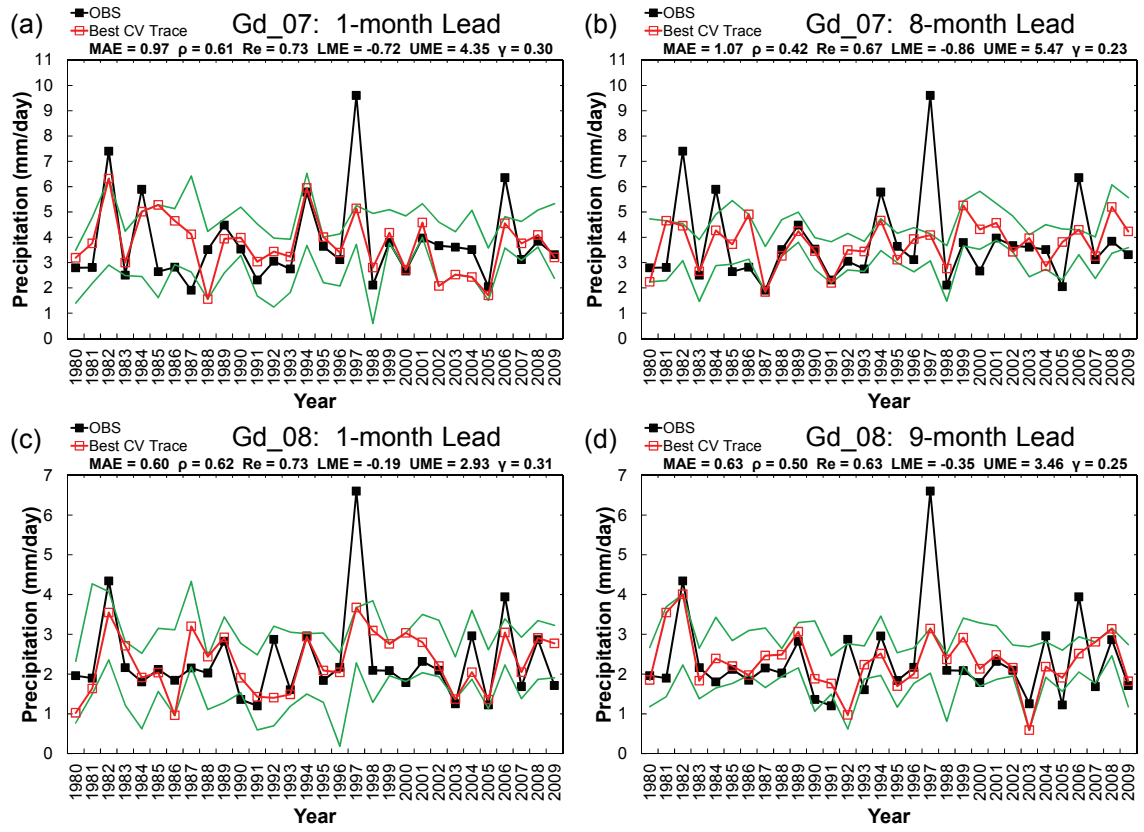 (a)
OBS
Best CV Trace
Gd_07: 1-month Lead
MAE = 0.97 ρ = 0.61 Re = 0.73 LME = -0.72 UME = 4.35 γ = 0.30
Precipitation (mm/day)
11
10
9
8
7
6
5
4
3
2
1
0
1980 1981 1982 1983 1984 1985 1986 1987 1988 1989 1990 1991 1992 1993 1994 1995 1996 1997 1998 1999 2000 2001 2002 2003 2004 2005 2006 2007 2008 2009
Year
(b)
OBS
Best CV Trace
Gd_07: 8-month Lead
MAE = 1.07 ρ = 0.42 Re = 0.67 LME = -0.86 UME = 5.47 γ = 0.23
Precipitation (mm/day)
11
10
9
8
7
6
5
4
3
2
1
0
1980 1981 1982 1983 1984 1985 1986 1987 1988 1989 1990 1991 1992 1993 1994 1995 1996 1997 1998 1999 2000 2001 2002 2003 2004 2005 2006 2007 2008 2009
Year
(c)
OBS
Best CV Trace
Gd_08: 1-month Lead
MAE = 0.60 ρ = 0.62 Re = 0.73 LME = -0.19 UME = 2.93 γ = 0.31
Precipitation (mm/day)
7
6
5
4
3
2
1
0
1980 1981 1982 1983 1984 1985 1986 1987 1988 1989 1990 1991 1992 1993 1994 1995 1996 1997 1998 1999 2000 2001 2002 2003 2004 2005 2006 2007 2008 2009
Year
(d)
OBS
Best CV Trace
Gd_08: 9-month Lead
MAE = 0.63 ρ = 0.50 Re = 0.63 LME = -0.35 UME = 3.46 γ = 0.25
Precipitation (mm/day)
7
6
5
4
3
2
1
0
1980 1981 1982 1983 1984 1985 1986 1987 1988 1989 1990 1991 1992 1993 1994 1995 1996 1997 1998 1999 2000 2001 2002 2003 2004 2005 2006 2007 2008 2009
Year